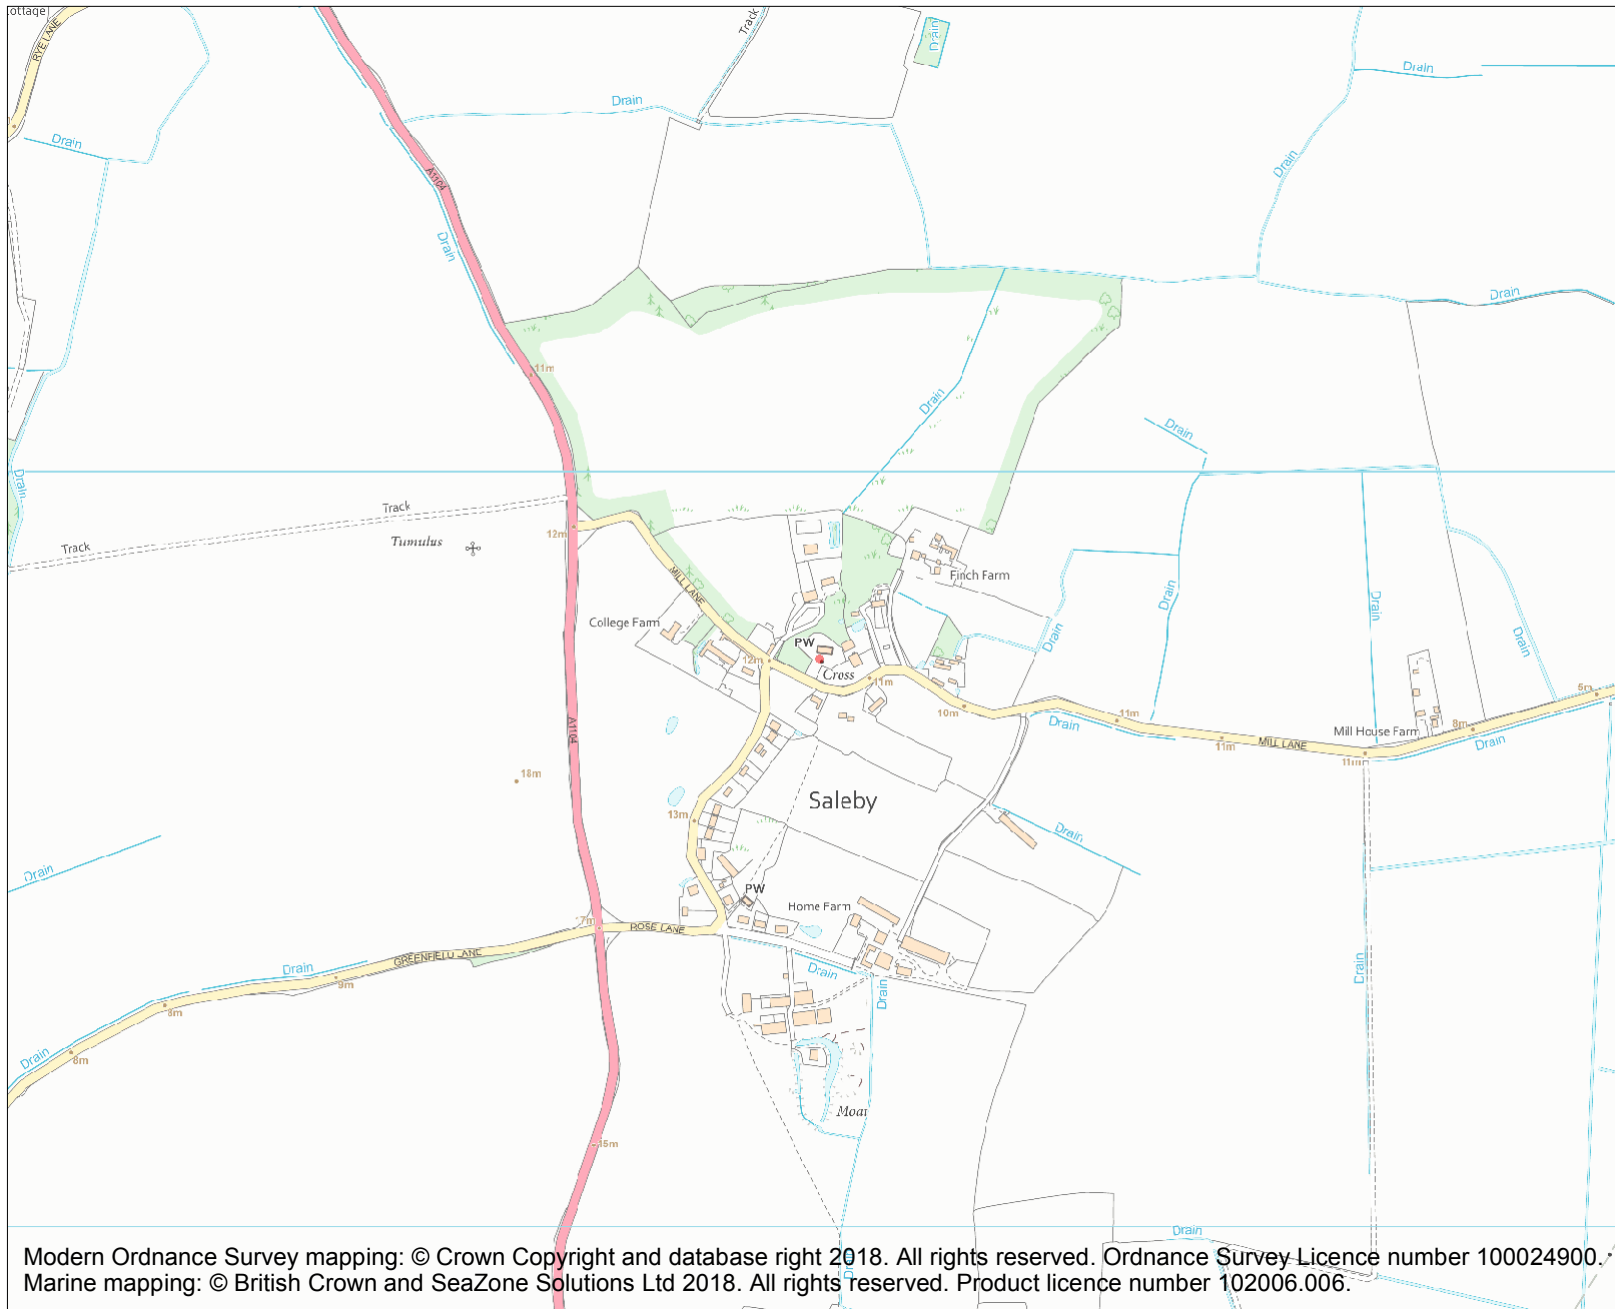 ottage
RYE LANE
Track
Drain
Drain
Drain
Drain
A1104
Drain
Drain
Drain
Drain
11m
Drain
Drain
Drain
Track
12m
Tumulus
Track
Finch Farm
MILL LANE
College Farm
PW
12m
Cross
11m
Drain
Drain
Drain
Drain
10m
11m
Drain
A1104
11m
MILL LANE
11m
Mill House Farm
8m
5m
Drain
18m
Saleby
13m
Drain
Drain
PW
Home Farm
7m
ROSE LANE
GREENFIELD LANE
Drain
9m
Drain
Drain
Drain
8m
Drain
8m
Moat
15m
Drain
Drain
Modern Ordnance Survey mapping: © Crown Copyright and database right 2018. All rights reserved. Ordnance Survey Licence number 100024900.
Marine mapping: © British Crown and SeaZone Solutions Ltd 2018. All rights reserved. Product licence number 102006.006.